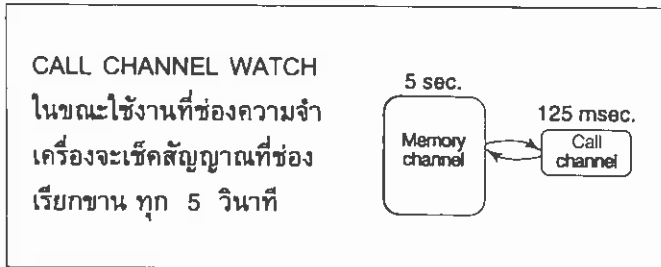 CALL CHANNEL WATCH
ในขณะใช้งานที่ช่องความจำ
เครื่องจะเช็คสัญญาณที่ช่อง
เรียกขาน ทุก 5 วินาที
5 sec.
Memory
channel
125 msec.
Call
channel